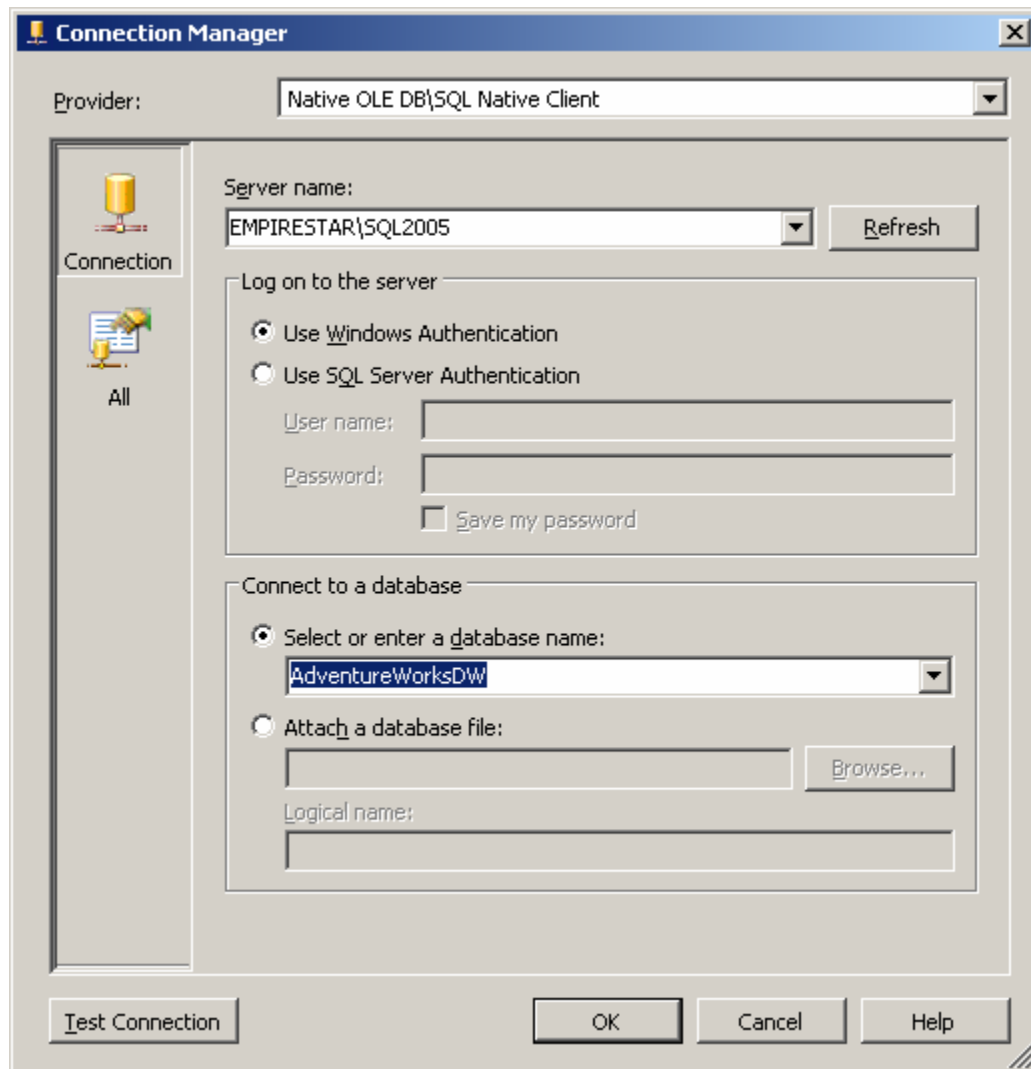 Connection Manager
Provider:
Native OLE DB\SQL Native Client
Connection
All
Server name:
EMPIRESTAR\SQL2005
Refresh
Log on to the server
Use Windows Authentication
Use SQL Server Authentication
User name:
Password:
Save my password
Connect to a database
Select or enter a database name:
AdventureWorksDW
Attach a database file:
Browse...
Logical name:
Test Connection
OK
Cancel
Help